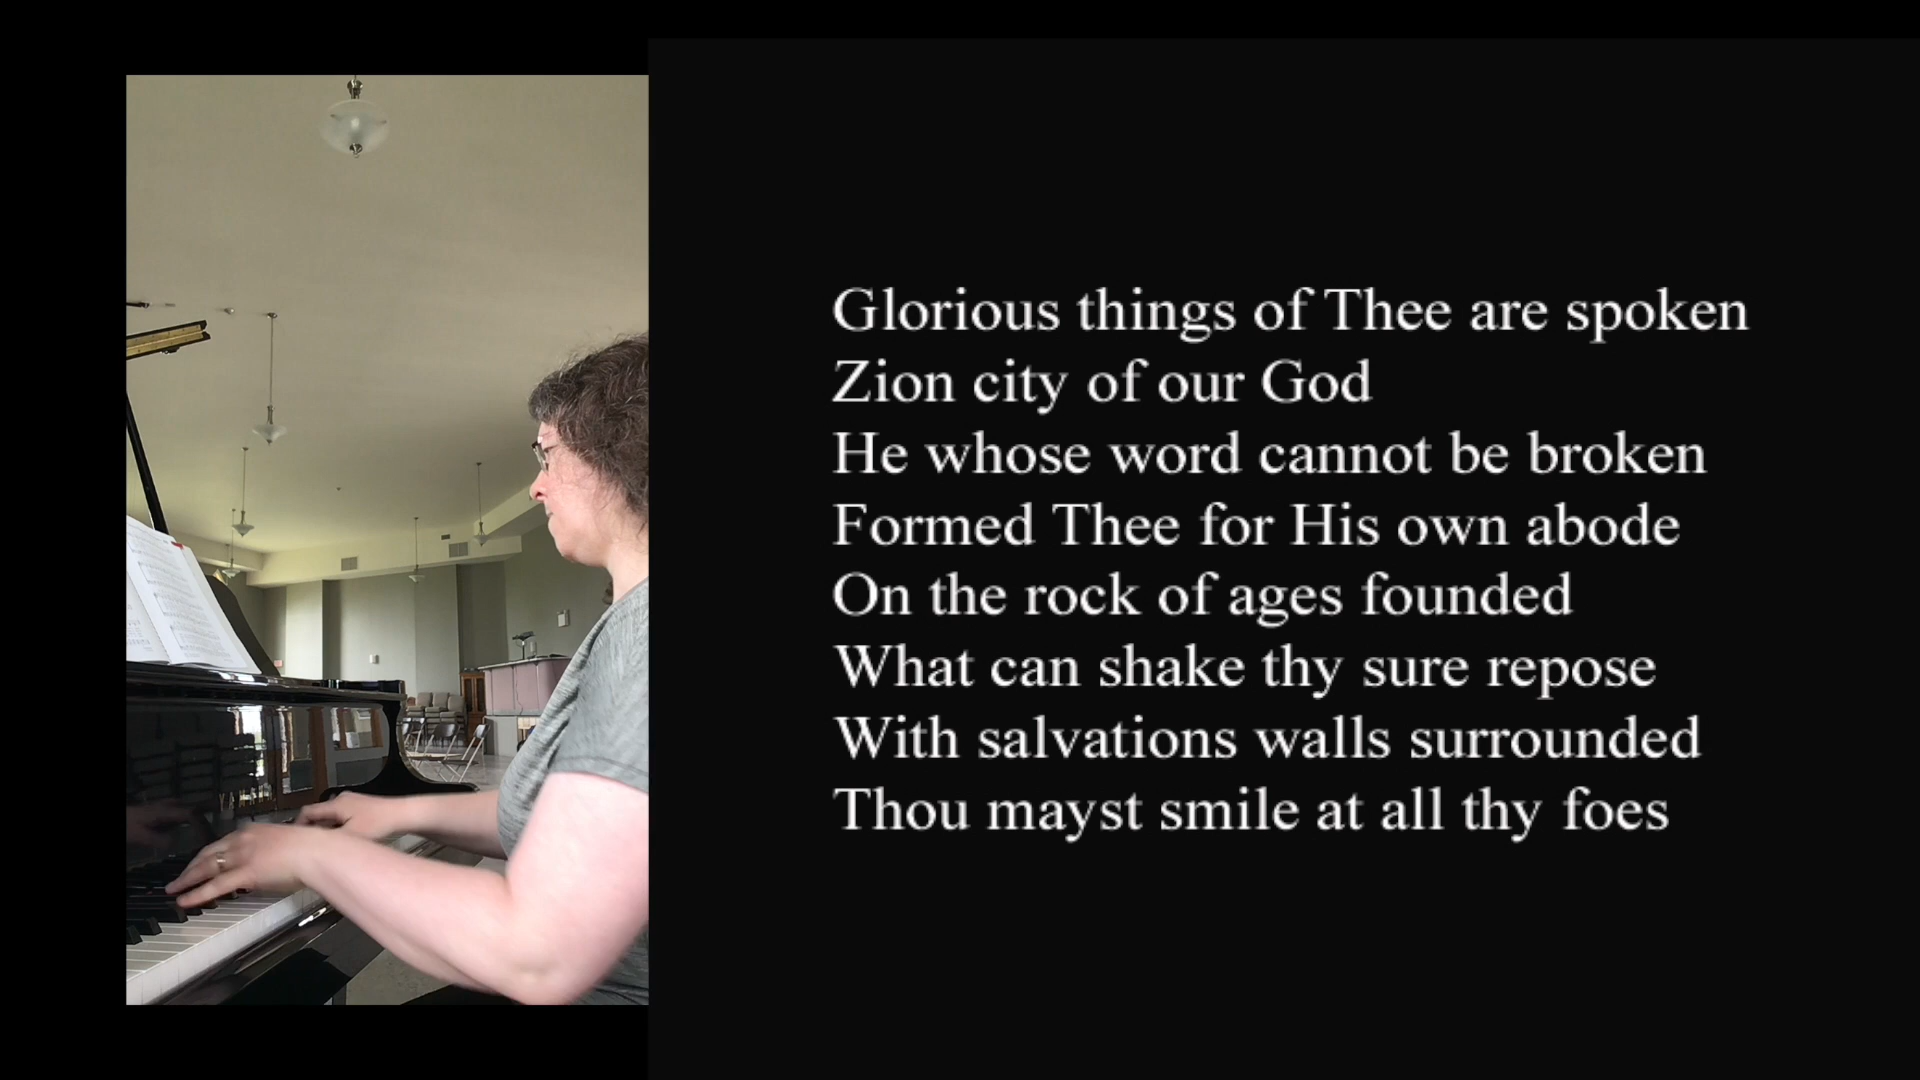 Glorious things of Thee are spoken
Zion city of our God
He whose word cannot be broken
Formed Thee for His own abode
On the rock of ages founded
What can shake thy sure repose
With salvations walls surrounded
Thou mayst smile at all thy foes